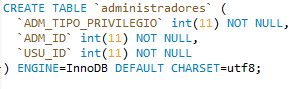 CREATE TABLE `administradores` (
`ADM_TIPO_PRIVILEGIO` int(11) NOT NULL,
`ADM_ID` int(11) NOT NULL,
`USU_ID` int(11) NOT NULL
) ENGINE=InnoDB DEFAULT CHARSET=utf8;